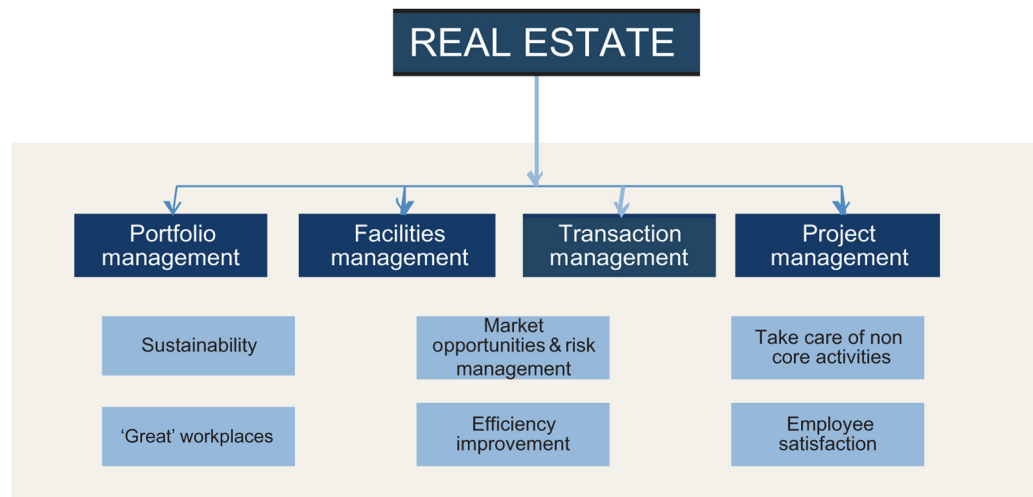 REAL ESTATE
Portfolio
management
Facilities
management
Transaction
management
Project
management
Sustainability
Market
opportunities & risk
management
Take care of non
core activities
‘Great’ workplaces
Efficiency
improvement
Employee
satisfaction